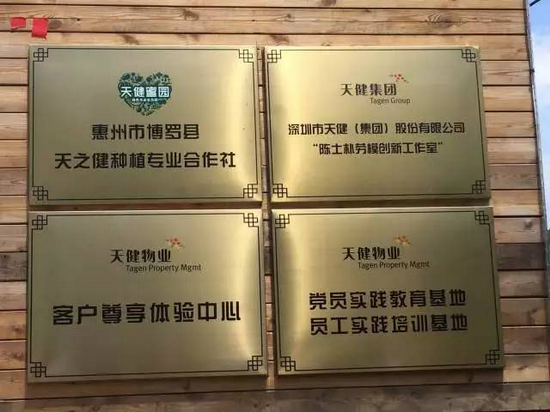 天健蜜园
惠州市博罗县
天之健种植专业合作社
天健集团
Tagen Group
深圳市天健（集团）股份有限公司
“陈土朴劳模创新工作室”
天健物业
Tagen Property Mgmt
客户尊享体验中心
天健物业
Tagen Property Mgmt
党员实践教育基地
员工实践培训基地